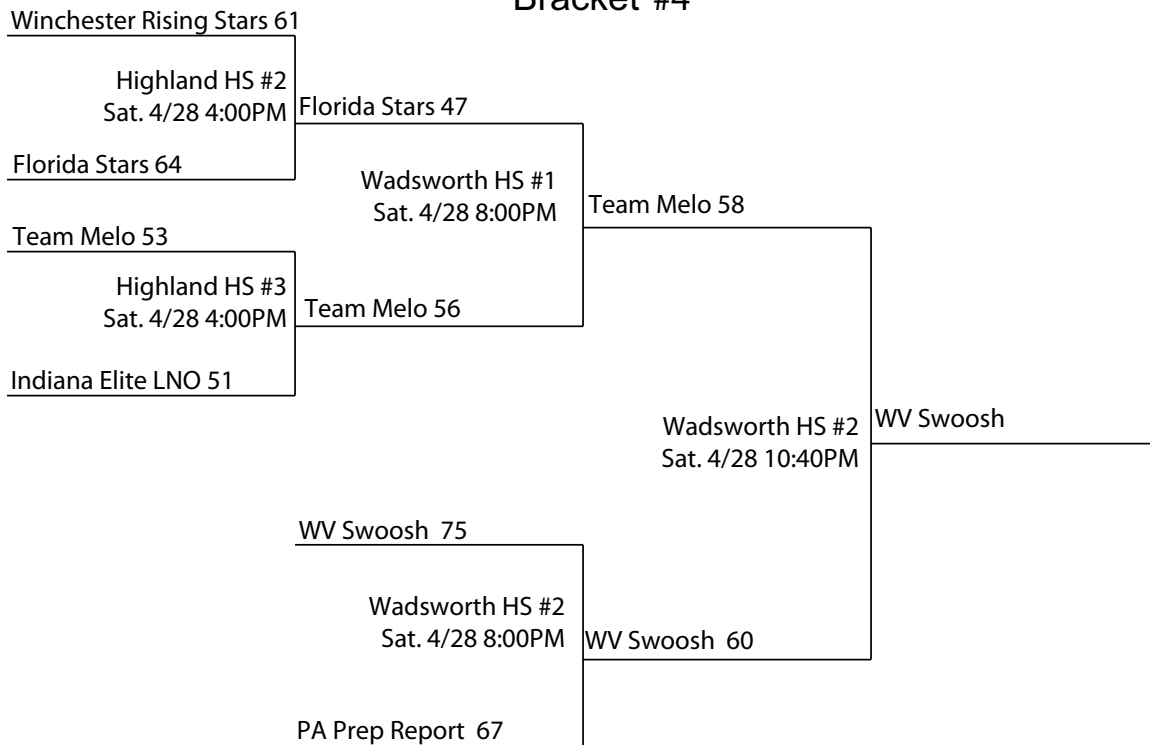 Bracket #4
Winchester Rising Stars 61
Highland HS #2
Sat. 4/28 4:00PM
Florida Stars 47
Florida Stars 64
Wadsworth HS #1
Sat. 4/28 8:00PM
Team Melo 58
Team Melo 53
Highland HS #3
Sat. 4/28 4:00PM
Team Melo 56
Indiana Elite LNO 51
Wadsworth HS #2
Sat. 4/28 10:40PM
WV Swoosh
WV Swoosh  75
Wadsworth HS #2
Sat. 4/28 8:00PM
WV Swoosh  60
PA Prep Report  67